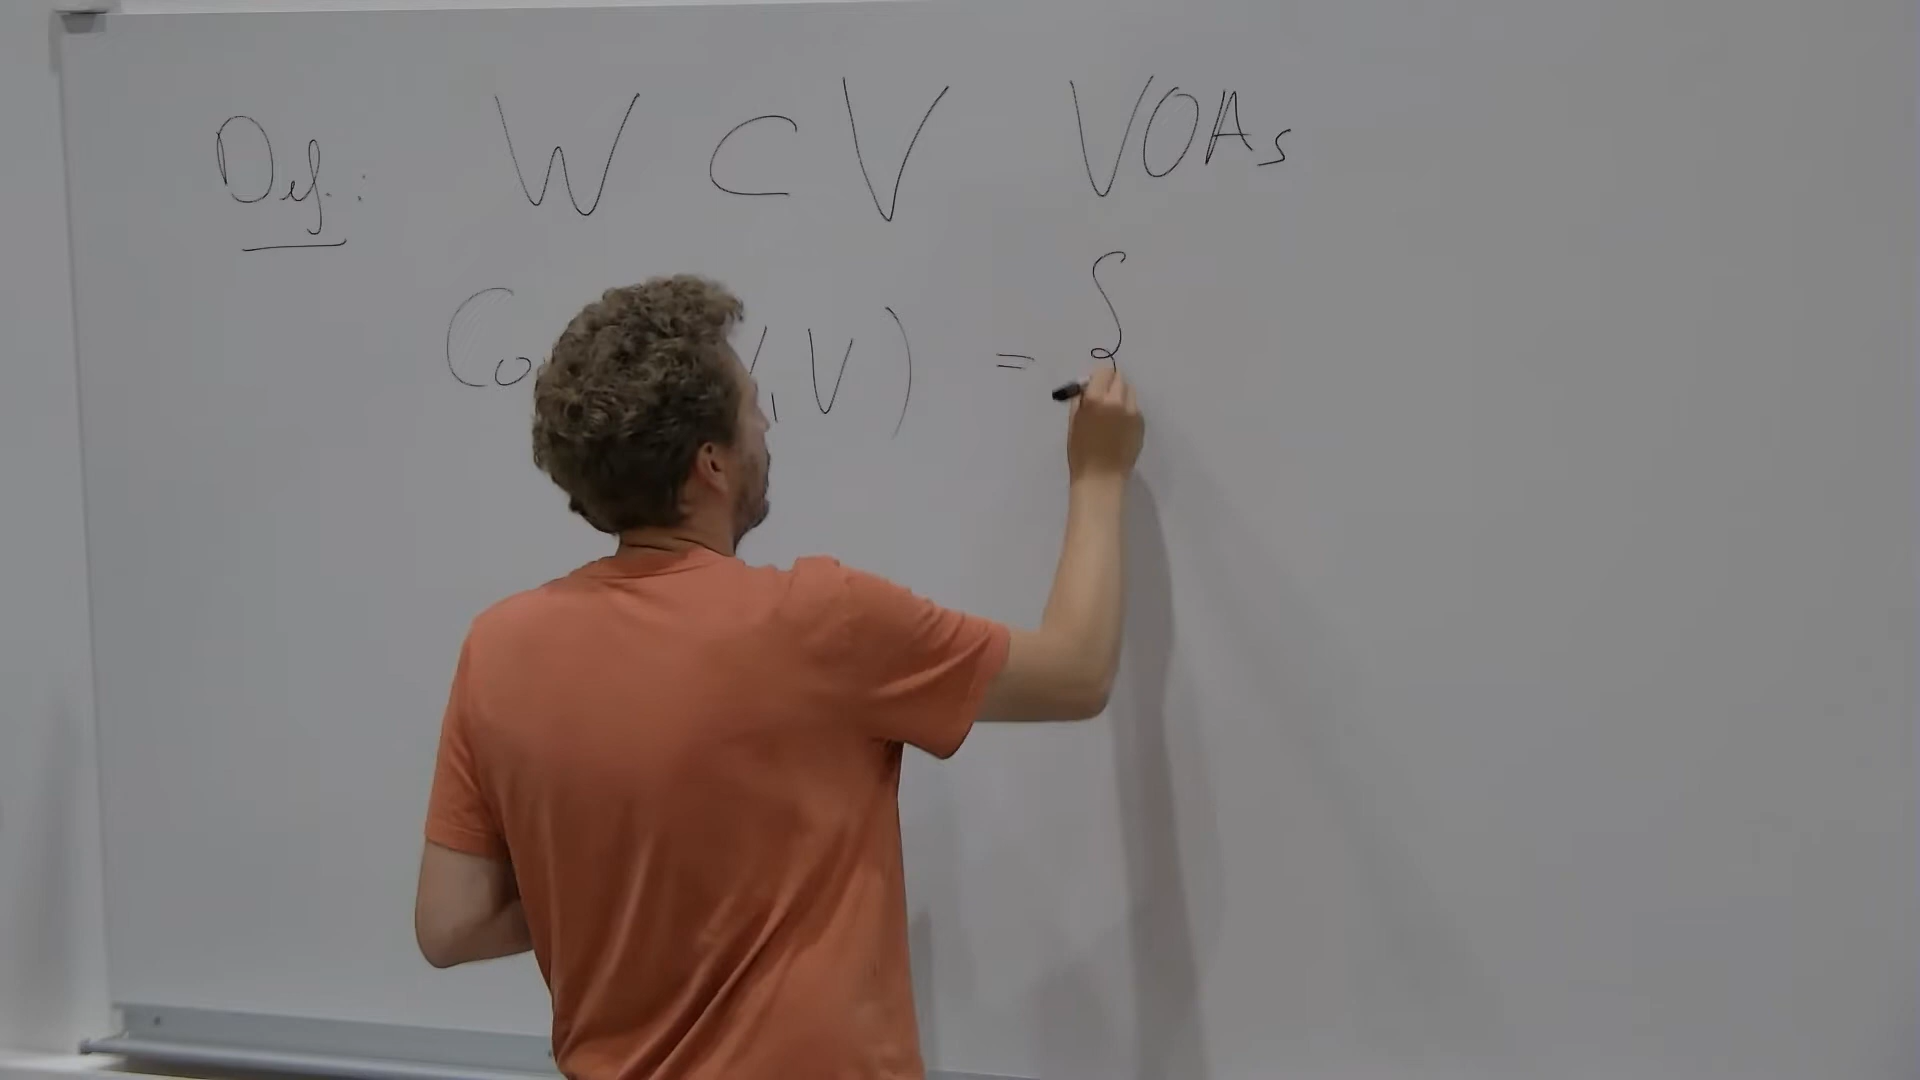 Def.: W ⊂ V VOAs
Co , V) = {